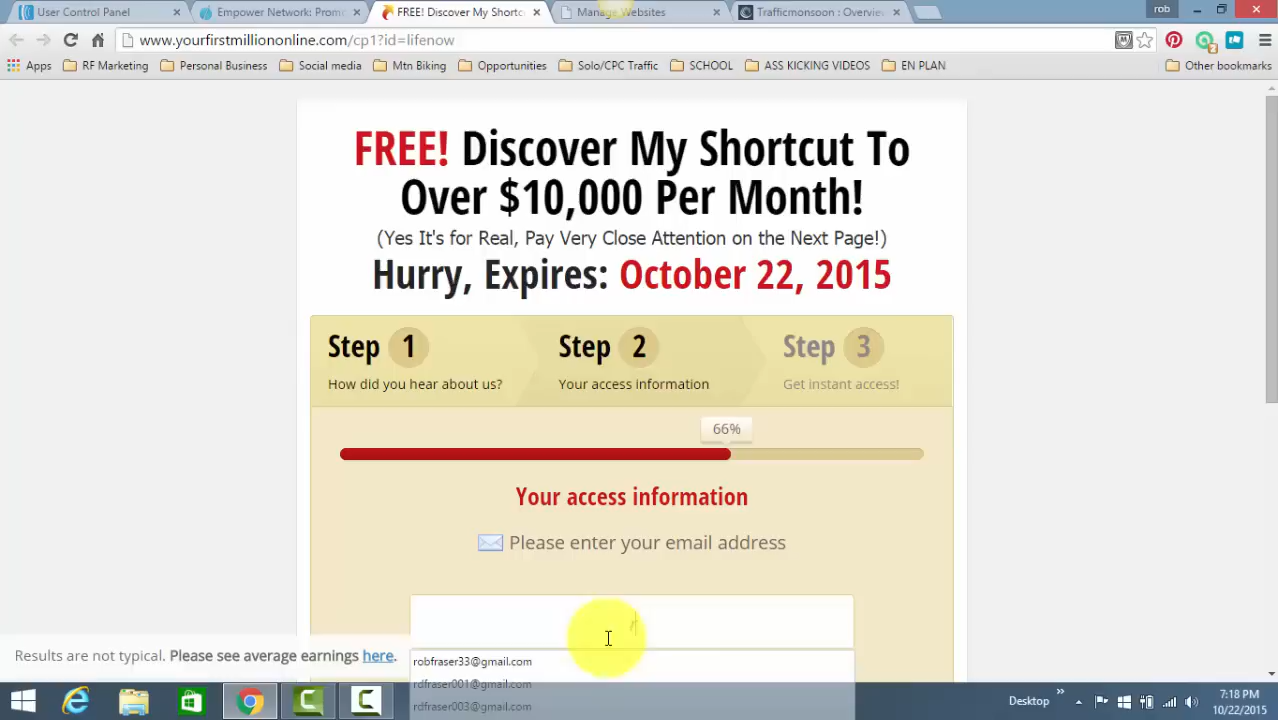 User Control Panel
Empower Network: Prom
FREE! Discover My Shortc
Manage Websites
Trafficmonsoon : Overvie
rob
www.yourfirstmilliononline.com/cp1?id=lifenow
Apps
RF Marketing
Personal Business
Social media
Mtn Biking
Opportunities
Solo/CPC Traffic
SCHOOL
ASS KICKING VIDEOS
EN PLAN
Other bookmarks
FREE! Discover My Shortcut To
Over $10,000 Per Month!
(Yes It's for Real, Pay Very Close Attention on the Next Page!)
Hurry, Expires: October 22, 2015
Step 1
How did you hear about us?
Step 2
Your access information
Step 3
Get instant access!
66%
Your access information
Please enter your email address
r
robfraser33@gmail.com
rdfraser001@gmail.com
rdfraser003@gmail.com
Results are not typical. Please see average earnings here.
Desktop
7:18 PM
10/22/2015